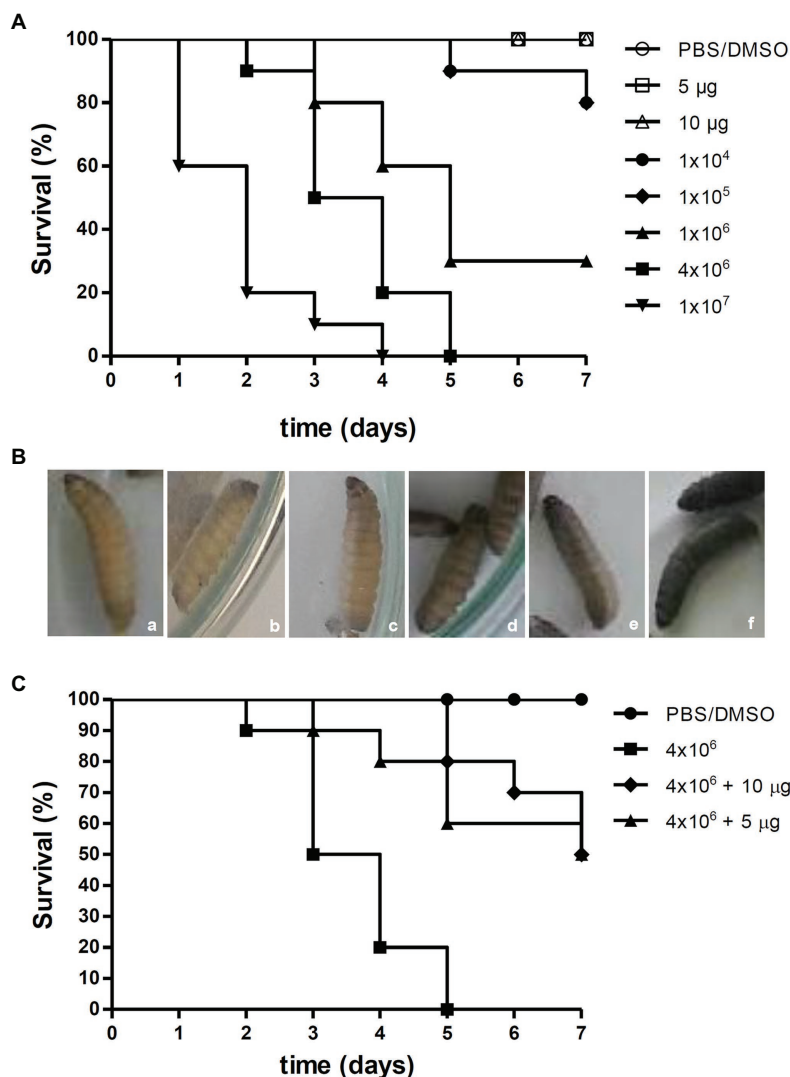 A
Survival (%)
100
80
60
40
20
0
0 1 2 3 4 5 6 7
time (days)
PBS/DMSO
5 µg
10 µg
1x10⁴
1x10⁵
1x10⁶
4x10⁶
1x10⁷
B
a b c d e f
C
Survival (%)
100
90
80
70
60
50
40
30
20
10
0
0 1 2 3 4 5 6 7
time (days)
PBS/DMSO
4x10⁶
4x10⁶ + 10 µg
4x10⁶ + 5 µg